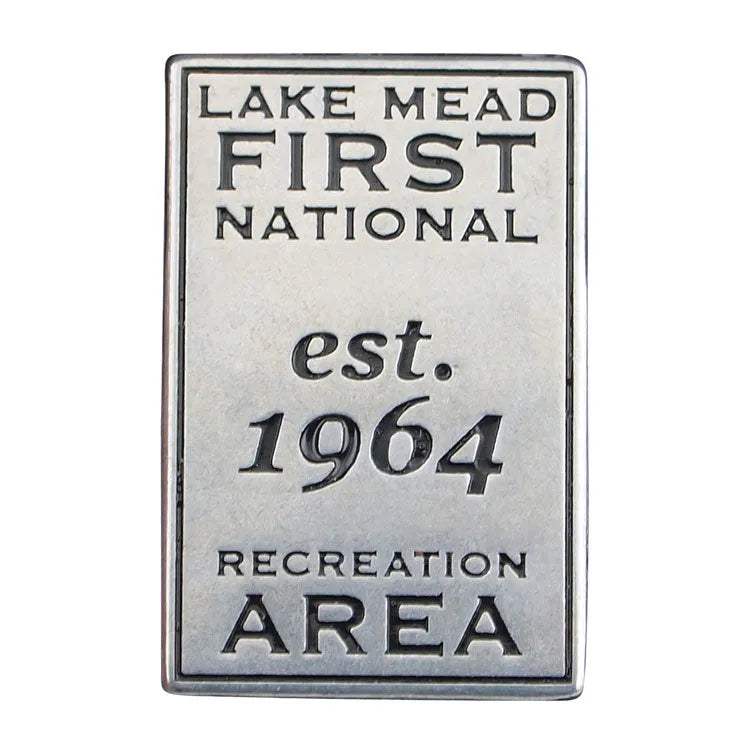 LAKE MEAD
FIRST
NATIONAL
est.
1964
RECREATION
AREA